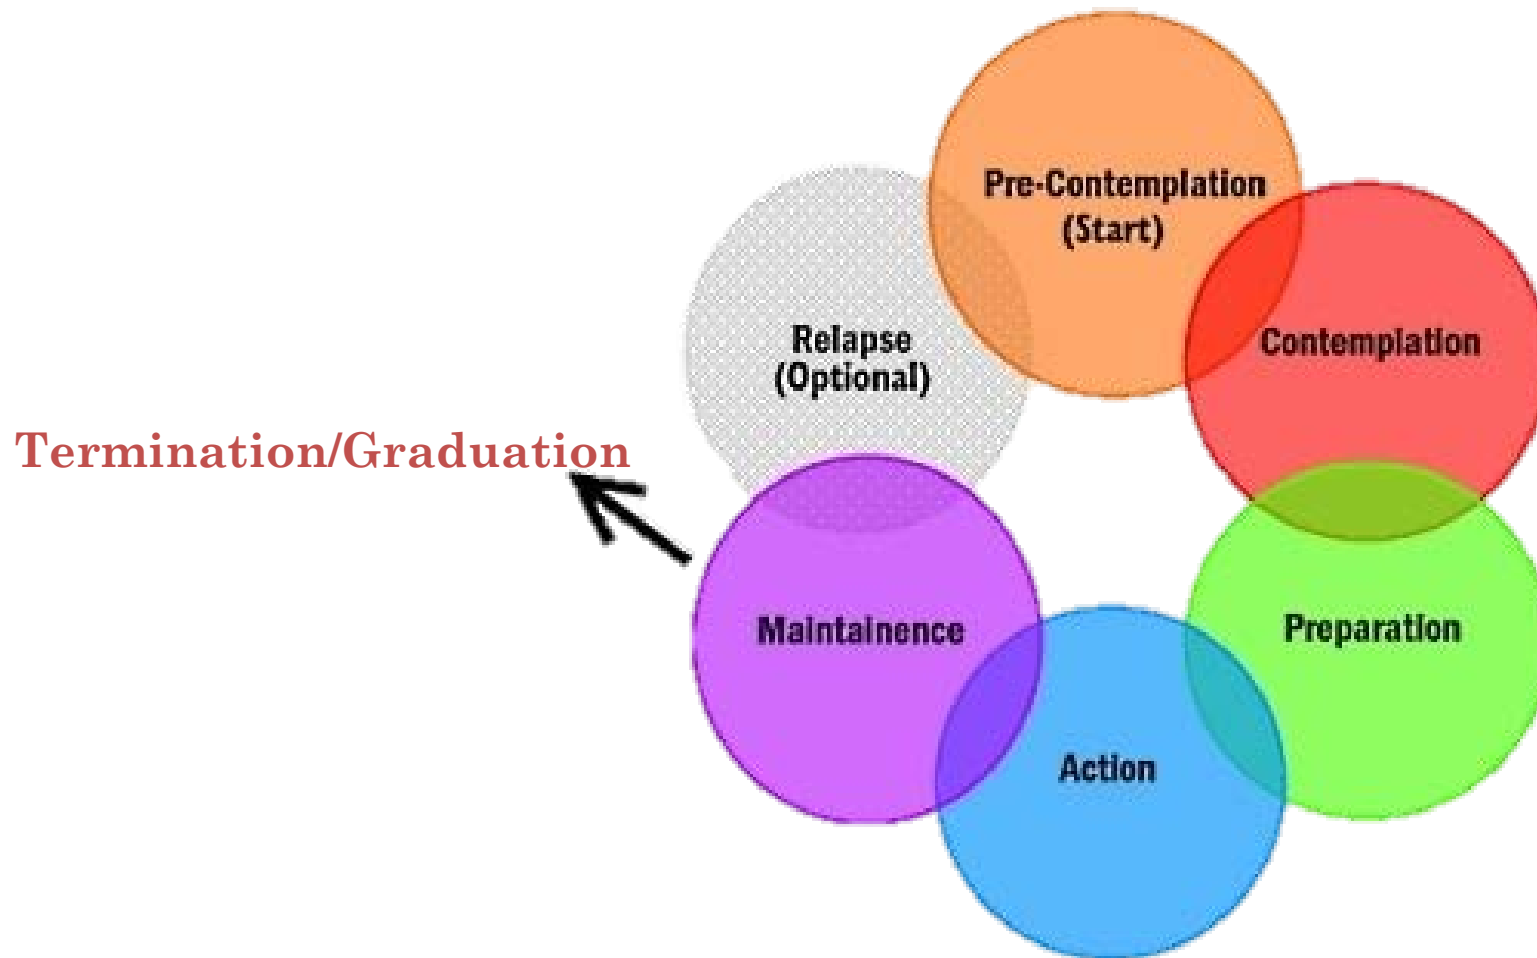 Pre-Contemplation
(Start)
Contemplation
Preparation
Action
Maintainence
Relapse
(Optional)
Termination/Graduation